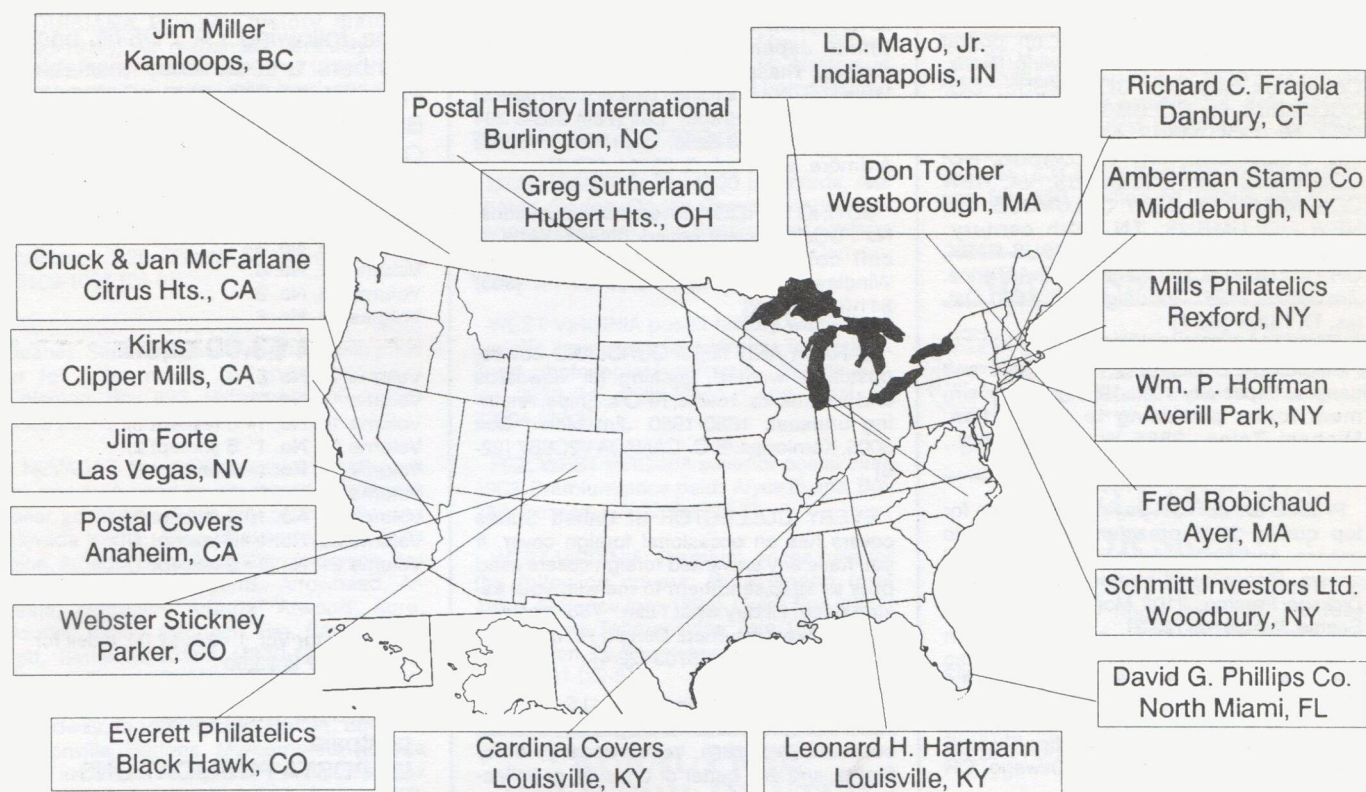 Jim Miller
Kamloops, BC
L.D. Mayo, Jr.
Indianapolis, IN
Postal History International
Burlington, NC
Richard C. Frajola
Danbury, CT
Greg Sutherland
Hubert Hts., OH
Don Tocher
Westborough, MA
Amberman Stamp Co
Middleburgh, NY
Chuck & Jan McFarlane
Citrus Hts., CA
Mills Philatelics
Rexford, NY
Kirks
Clipper Mills, CA
Wm. P. Hoffman
Averill Park, NY
Jim Forte
Las Vegas, NV
Fred Robichaud
Ayer, MA
Postal Covers
Anaheim, CA
Schmitt Investors Ltd.
Woodbury, NY
Webster Stickney
Parker, CO
David G. Phillips Co.
North Miami, FL
Everett Philatelics
Black Hawk, CO
Cardinal Covers
Louisville, KY
Leonard H. Hartmann
Louisville, KY